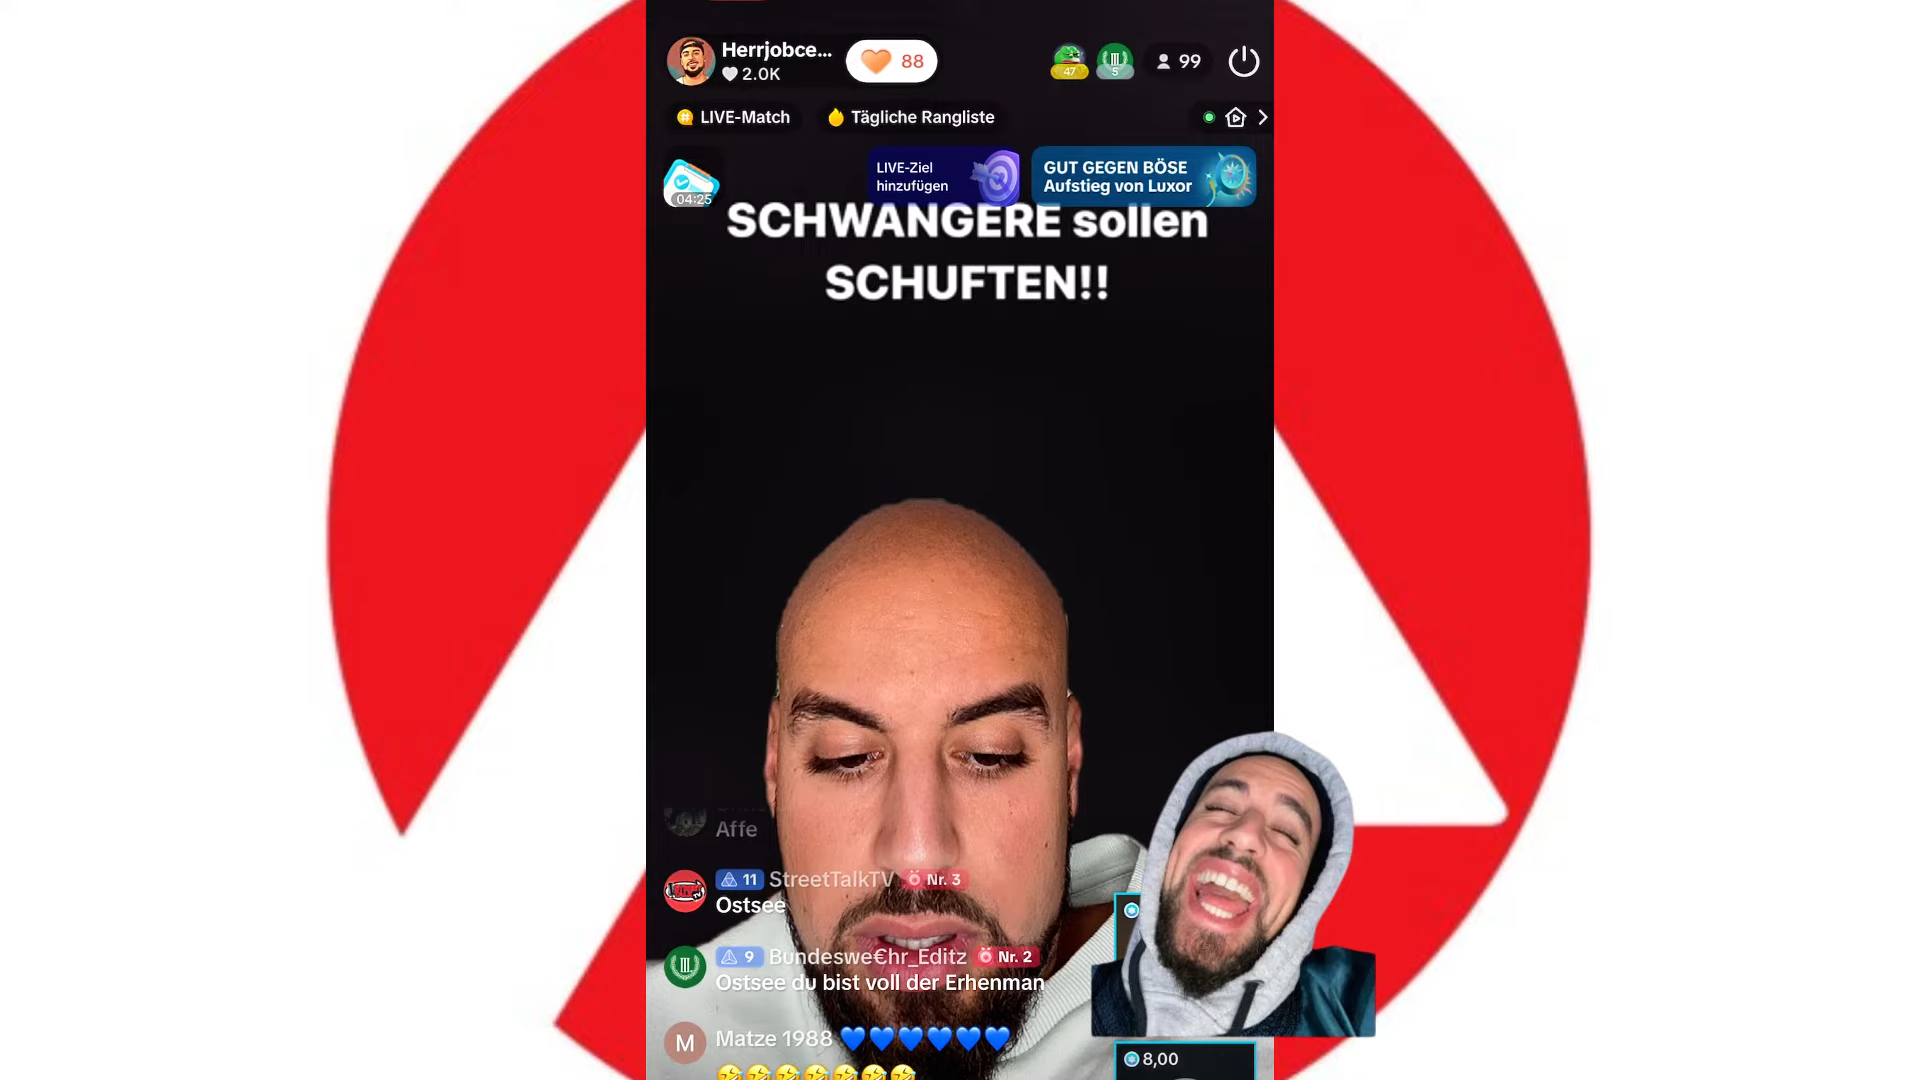 Herrjobce...
2.0K
88
47
5
99
LIVE-Match
Tägliche Rangliste
04:25
LIVE-Ziel
hinzufügen
GUT GEGEN BÖSE
Aufstieg von Luxor
SCHWANGERE sollen
SCHUFTEN!!
Affe
11 StreetTalkTV Nr. 3
Ostsee
9 Bundeswe€hr_Editz Nr. 2
Ostsee du bist voll der Erhenman
M
Matze 1988 💙💙💙💙💙💙
🤣🤣🤣🤣🤣🤣🤣
8,00